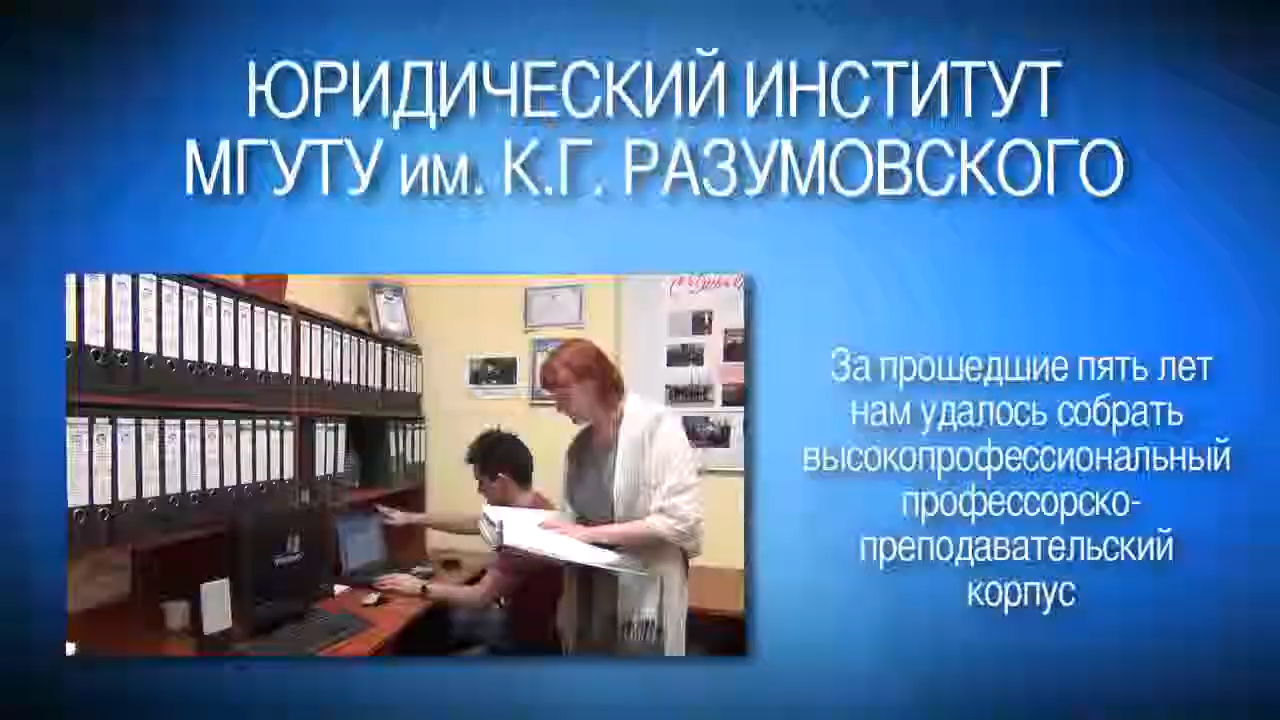 ЮРИДИЧЕСКИЙ ИНСТИТУТ
МГУТУ им. К.Г. РАЗУМОВСКОГО
За прошедшие пять лет
нам удалось собрать
высокопрофессиональный
профессорско-
преподавательский
корпус